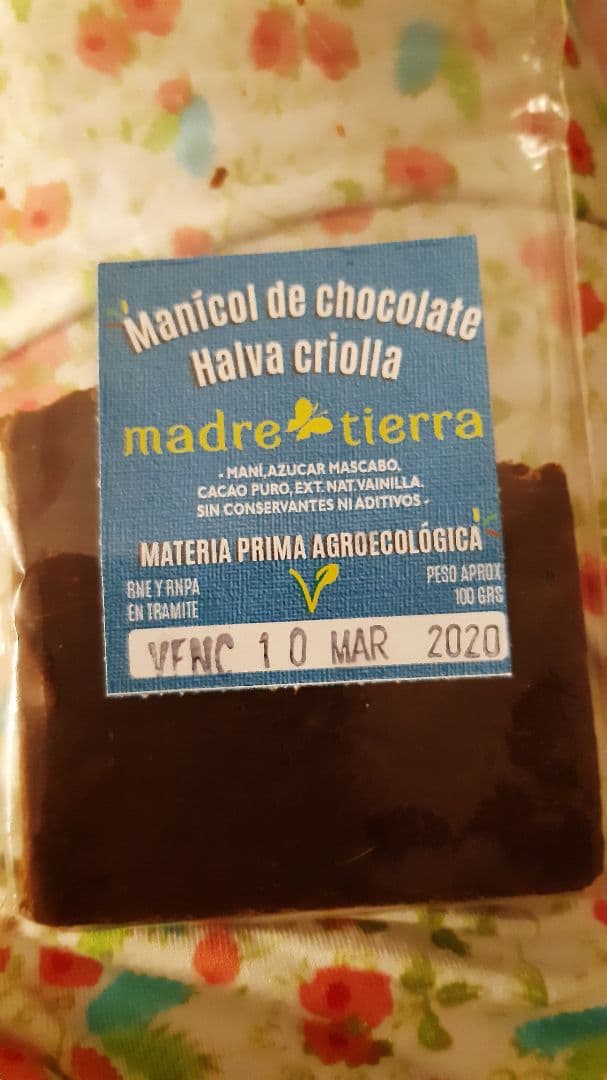 Manícol de chocolate
Halva criolla
madre tierra
- MANÍ, AZUCAR MASCABO,
CACAO PURO, EXT. NAT. VAINILLA.
SIN CONSERVANTES NI ADITIVOS -
MATERIA PRIMA AGROECOLÓGICA
RNE Y RNPA
EN TRAMITE
V
PESO APROX
100 GRS
VENC 10 MAR 2020